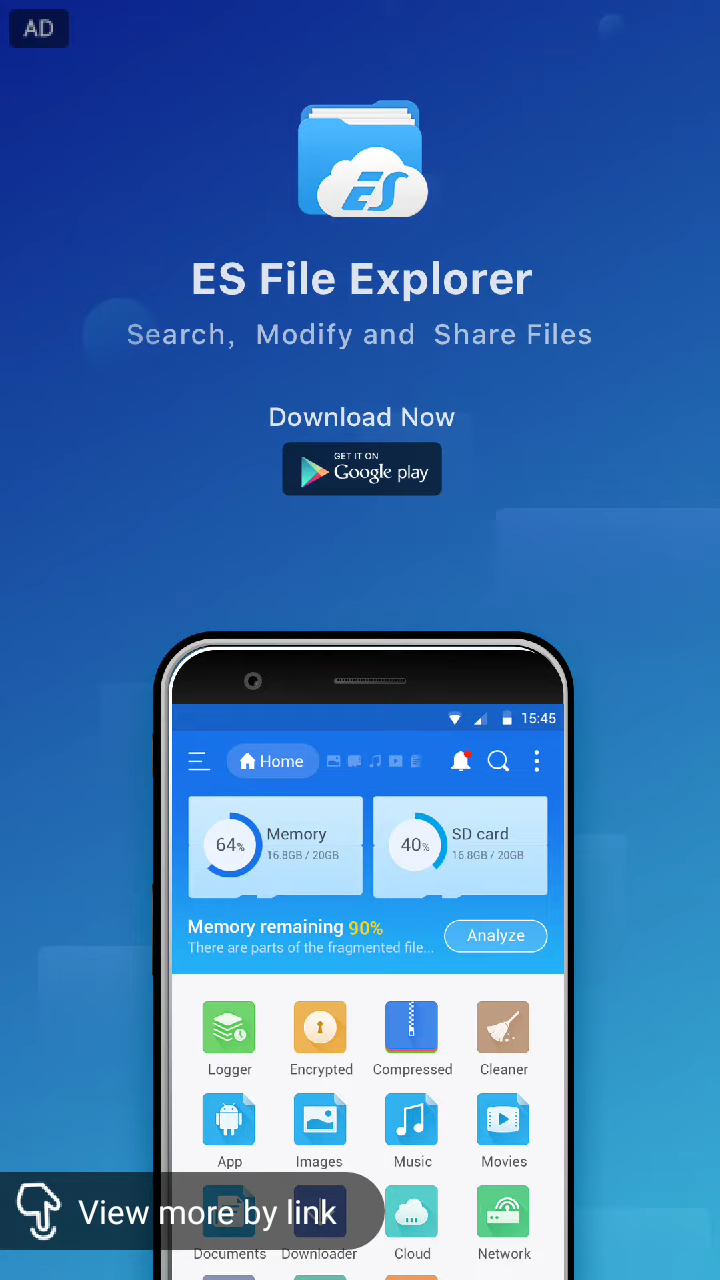 AD
ES
ES File Explorer
Search, Modify and Share Files
Download Now
GET IT ON
Google play
15:45
Home
64% Memory
16.8GB / 20GB
40% SD card
16.8GB / 20GB
Memory remaining 90%
There are parts of the fragmented file...
Analyze
Logger Encrypted Compressed Cleaner
App Images Music Movies
View more by link
Documents Downloader Cloud Network